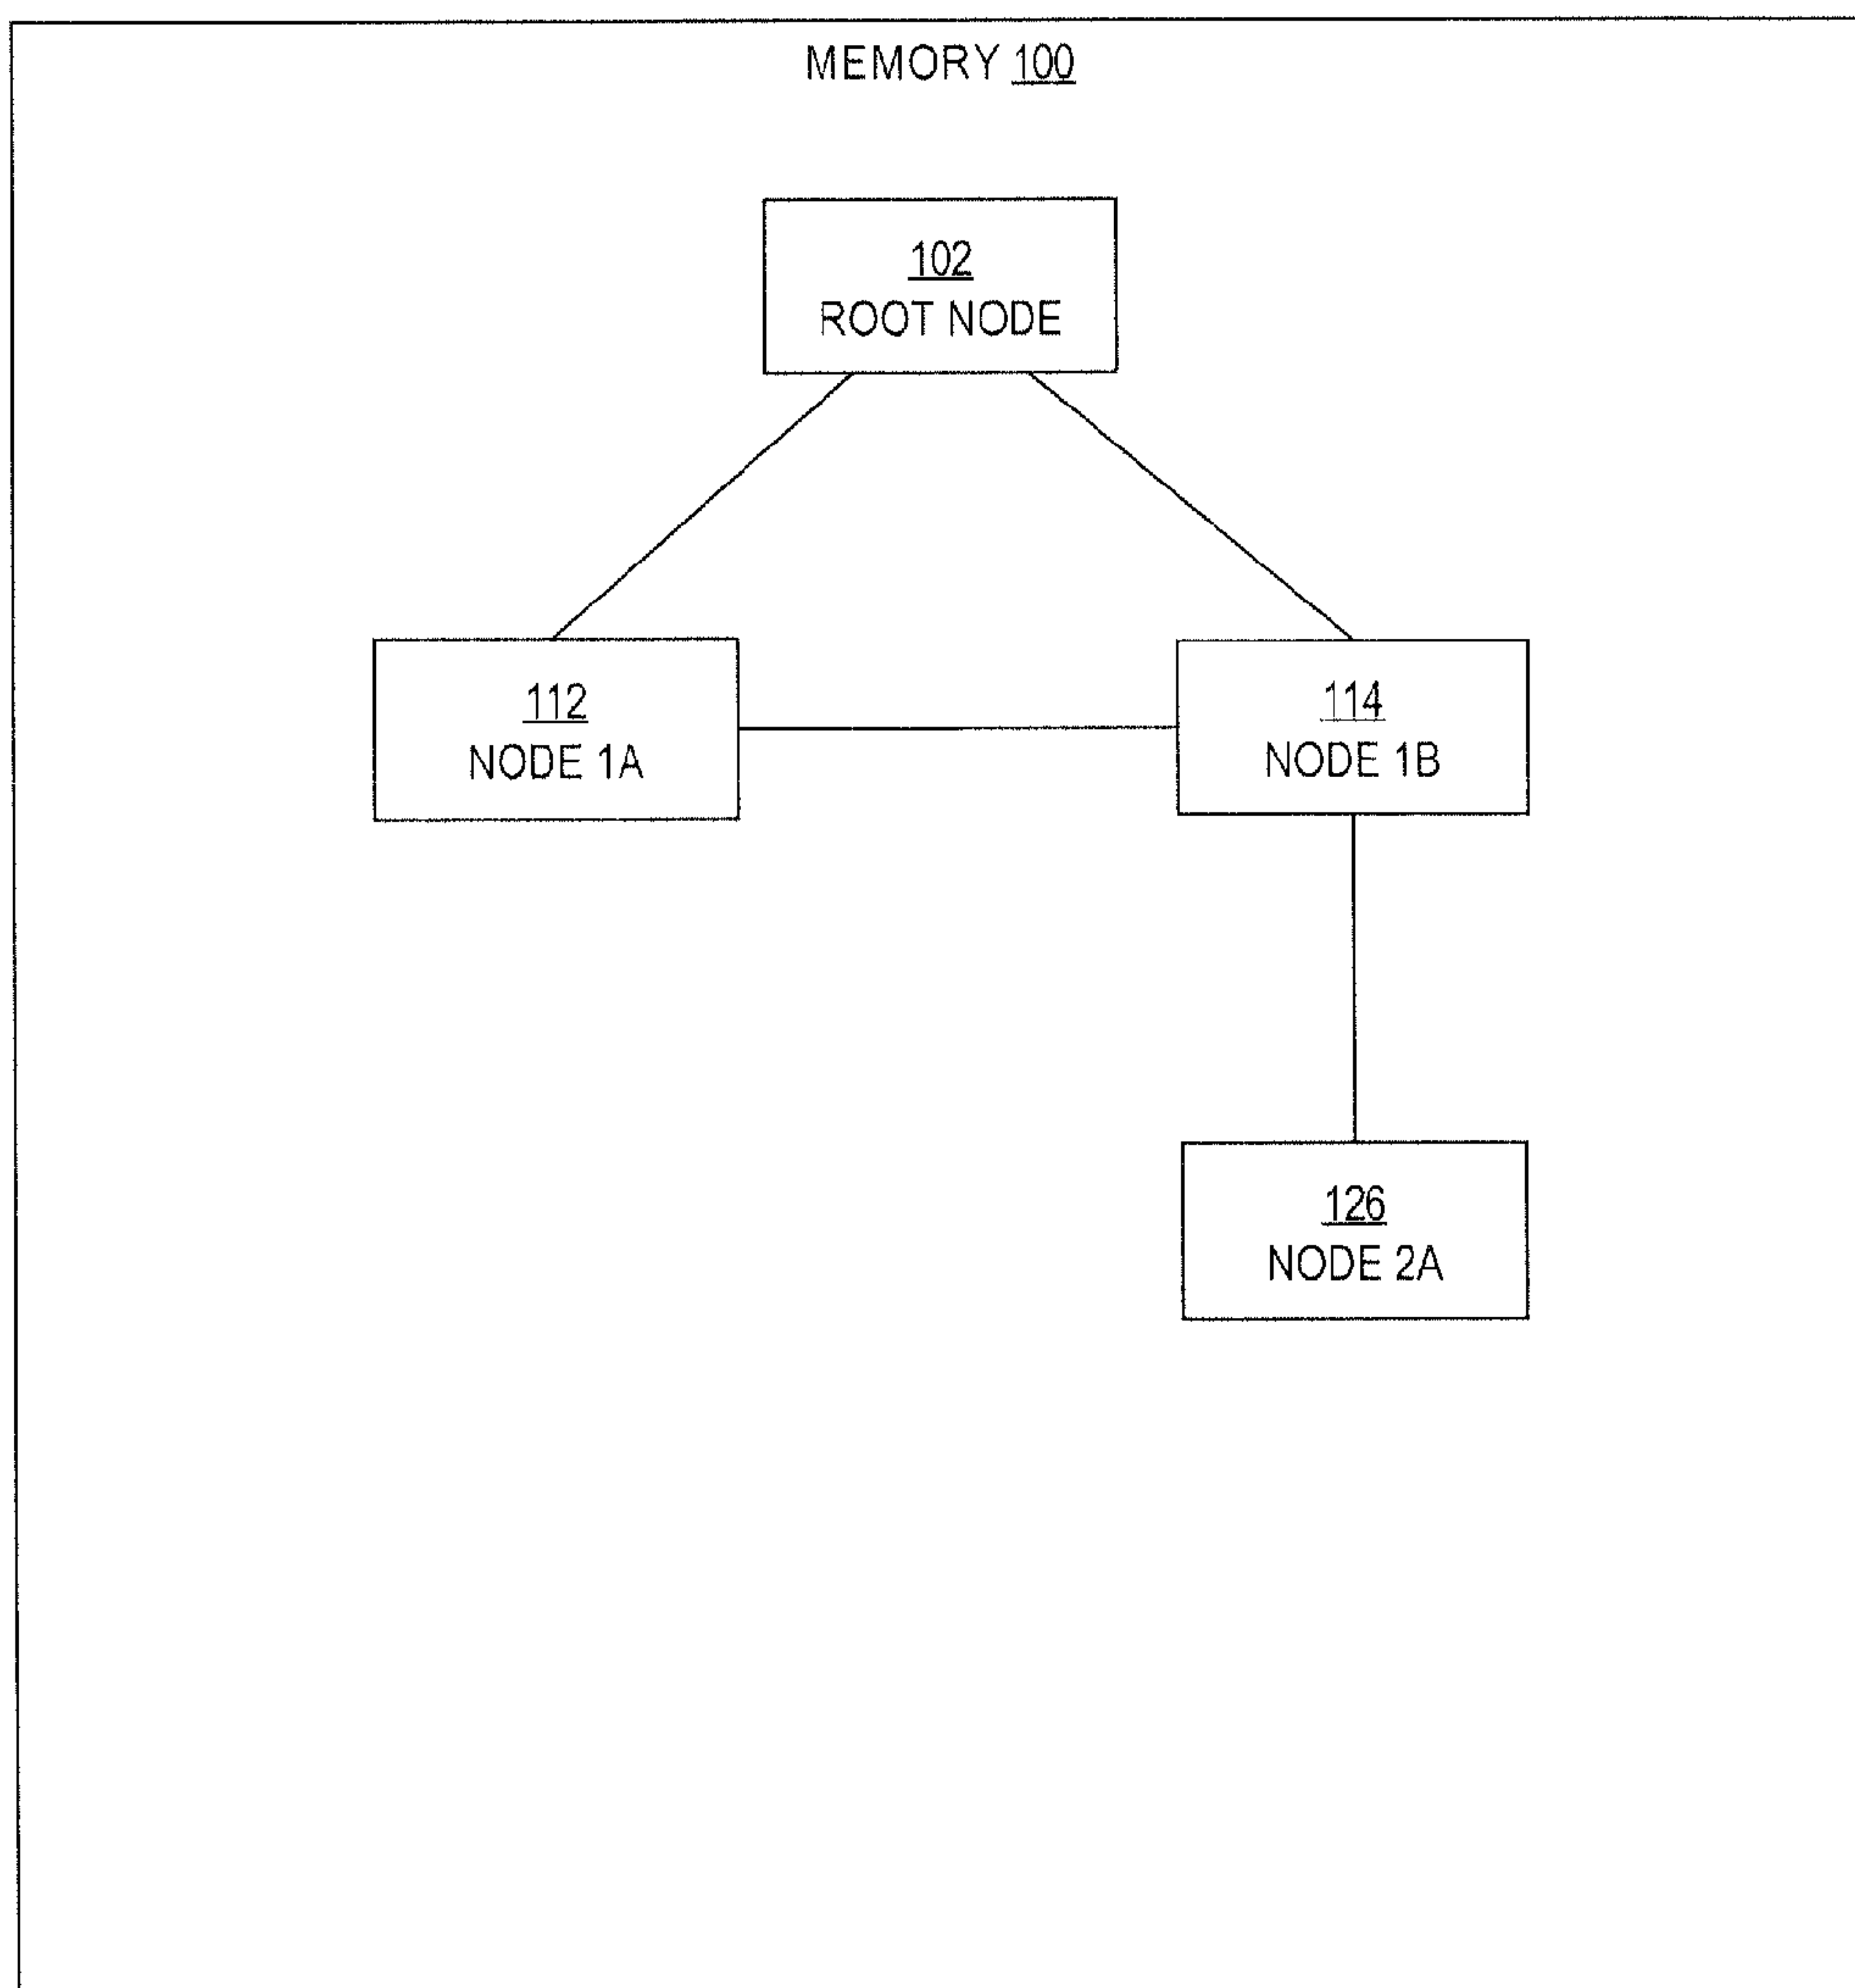 MEMORY 100
102
ROOT NODE
112
NODE 1A
114
NODE 1B
126
NODE 2A